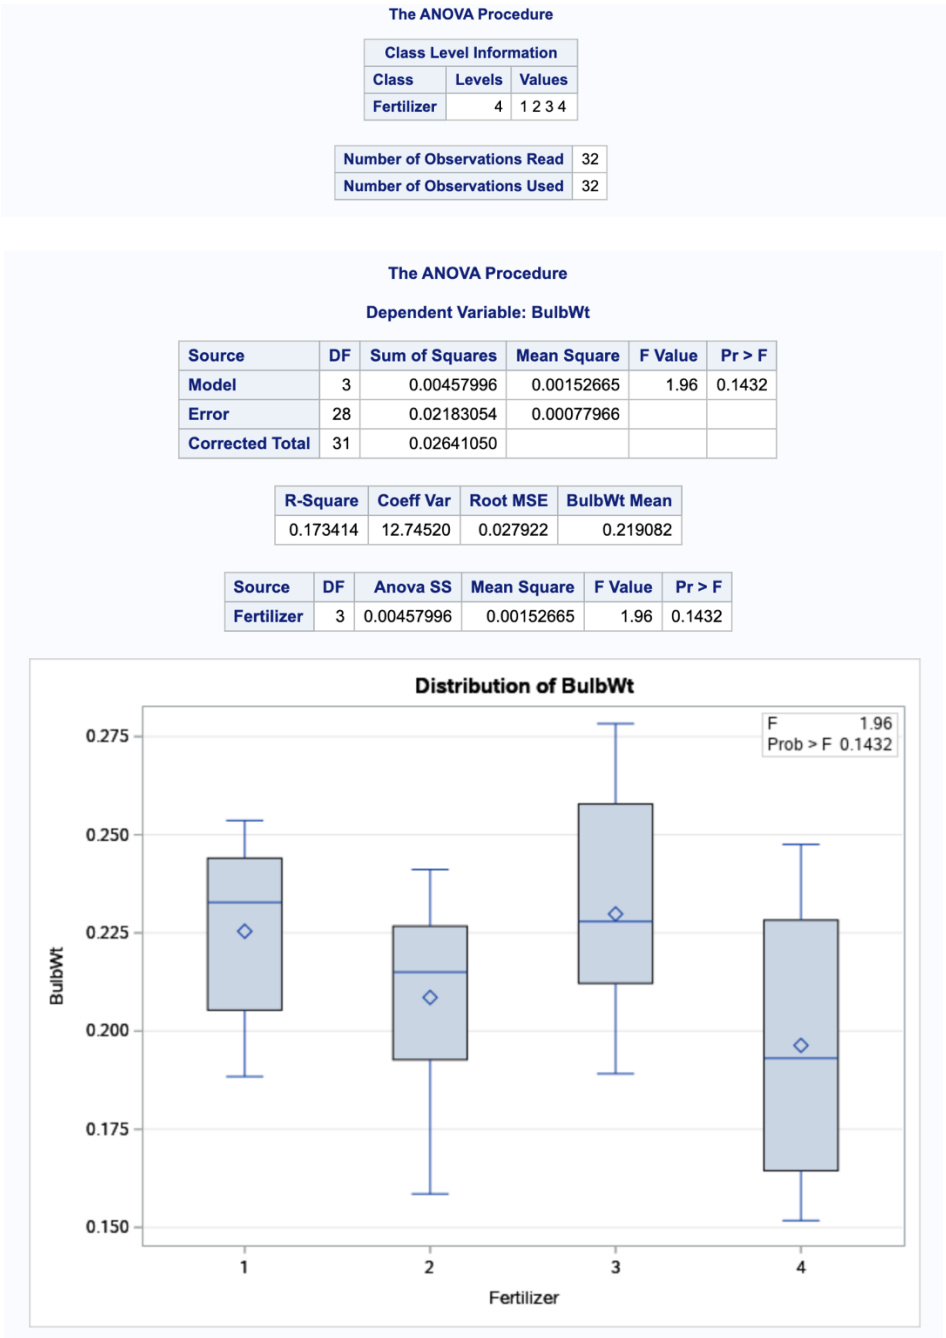 The ANOVA Procedure
Class Level Information
Class Levels Values
Fertilizer 4 1 2 3 4
Number of Observations Read 32
Number of Observations Used 32
The ANOVA Procedure
Dependent Variable: BulbWt
Source DF Sum of Squares Mean Square F Value Pr > F
Model 3 0.00457996 0.00152665 1.96 0.1432
Error 28 0.02183054 0.00077966
Corrected Total 31 0.02641050
R-Square Coeff Var Root MSE BulbWt Mean
0.173414 12.74520 0.027922 0.219082
Source DF Anova SS Mean Square F Value Pr > F
Fertilizer 3 0.00457996 0.00152665 1.96 0.1432
Distribution of BulbWt
F 1.96
Prob > F 0.1432
0.275
0.250
0.225
0.200
0.175
0.150
BulbWt
1 2 3 4
Fertilizer